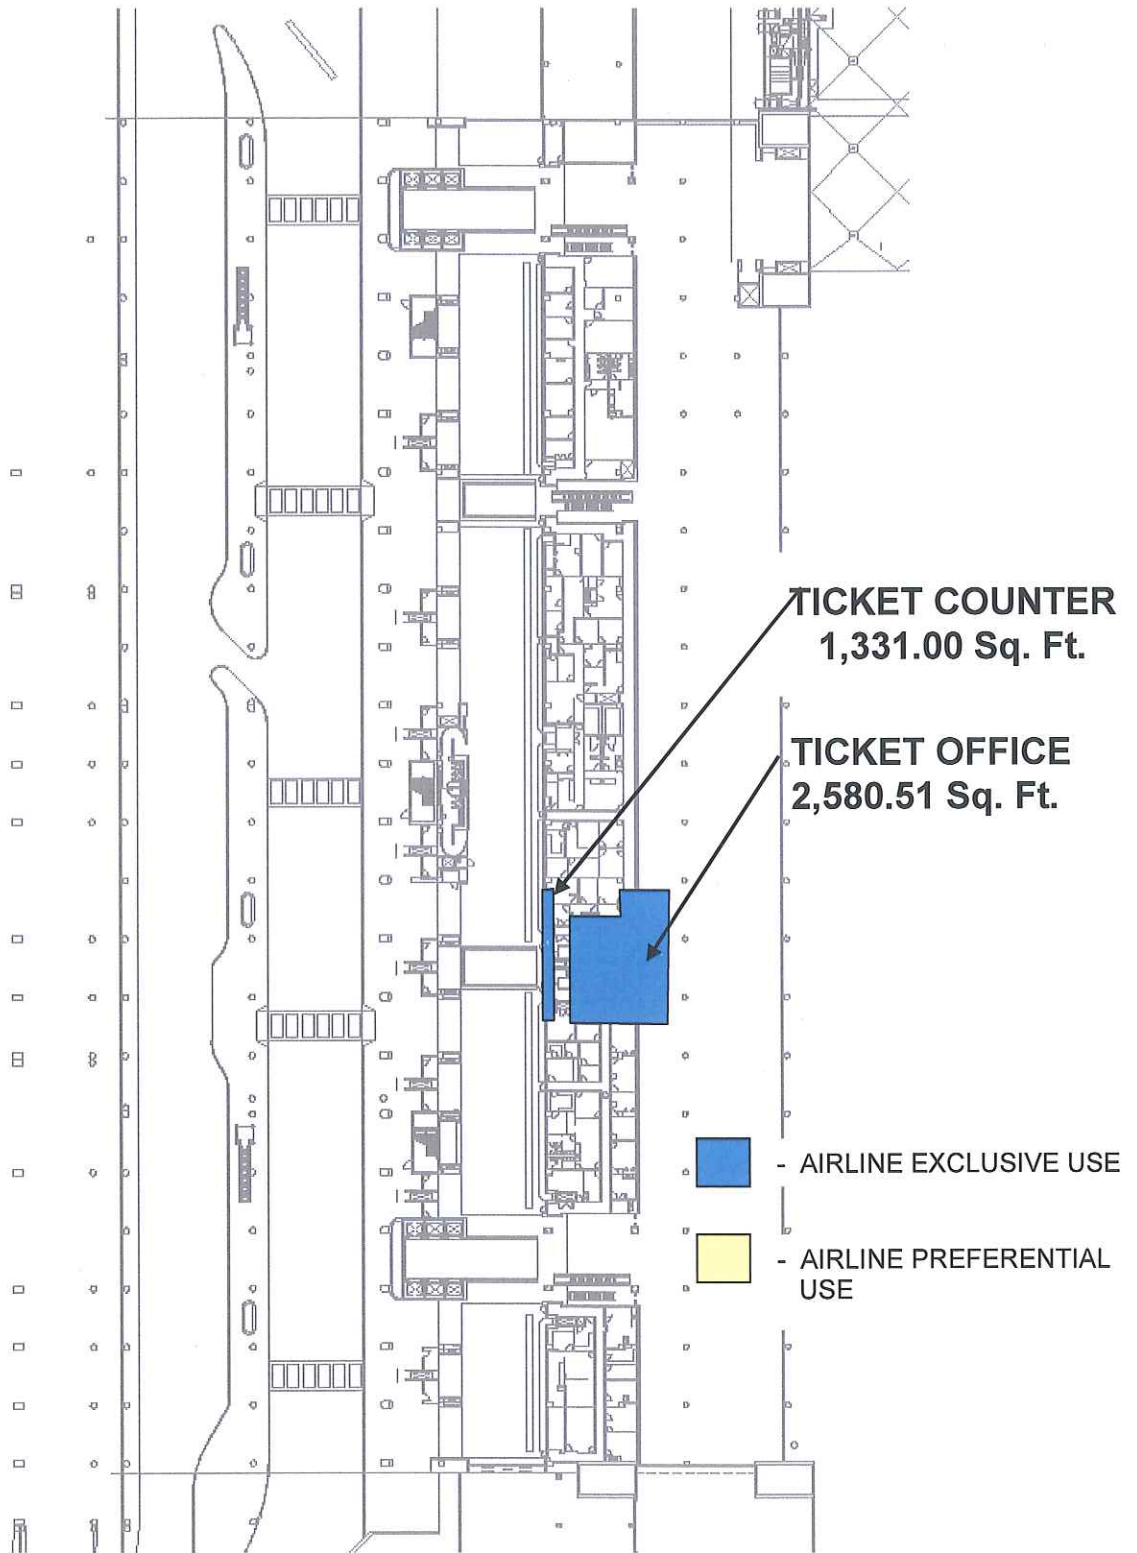 TICKET COUNTER
1,331.00 Sq. Ft.
TICKET OFFICE
2,580.51 Sq. Ft.
- AIRLINE EXCLUSIVE USE
- AIRLINE PREFERENTIAL
USE